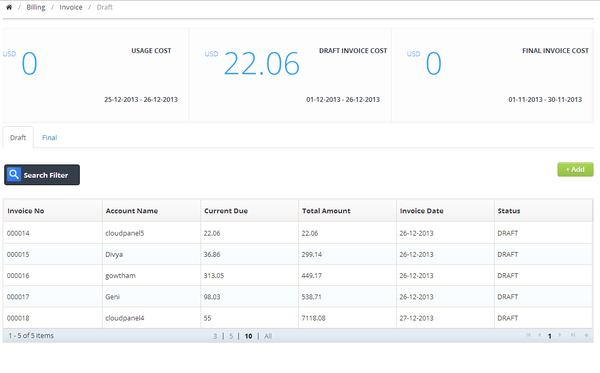 / Billing / Invoice / Draft
USAGE COST
USD 0
25-12-2013 - 26-12-2013
DRAFT INVOICE COST
USD 22.06
01-12-2013 - 26-12-2013
FINAL INVOICE COST
USD 0
01-11-2013 - 30-11-2013
Draft Final
Search Filter
+ Add
Invoice No Account Name Current Due Total Amount Invoice Date Status
000014 cloudpanel5 22.06 22.06 26-12-2013 DRAFT
000015 Divya 36.86 299.14 26-12-2013 DRAFT
000016 gowtham 313.05 449.17 26-12-2013 DRAFT
000017 Geni 98.03 538.71 26-12-2013 DRAFT
000018 cloudpanel4 55 7118.08 27-12-2013 DRAFT
1 - 5 of 5 items 3 | 5 | 10 | All 1